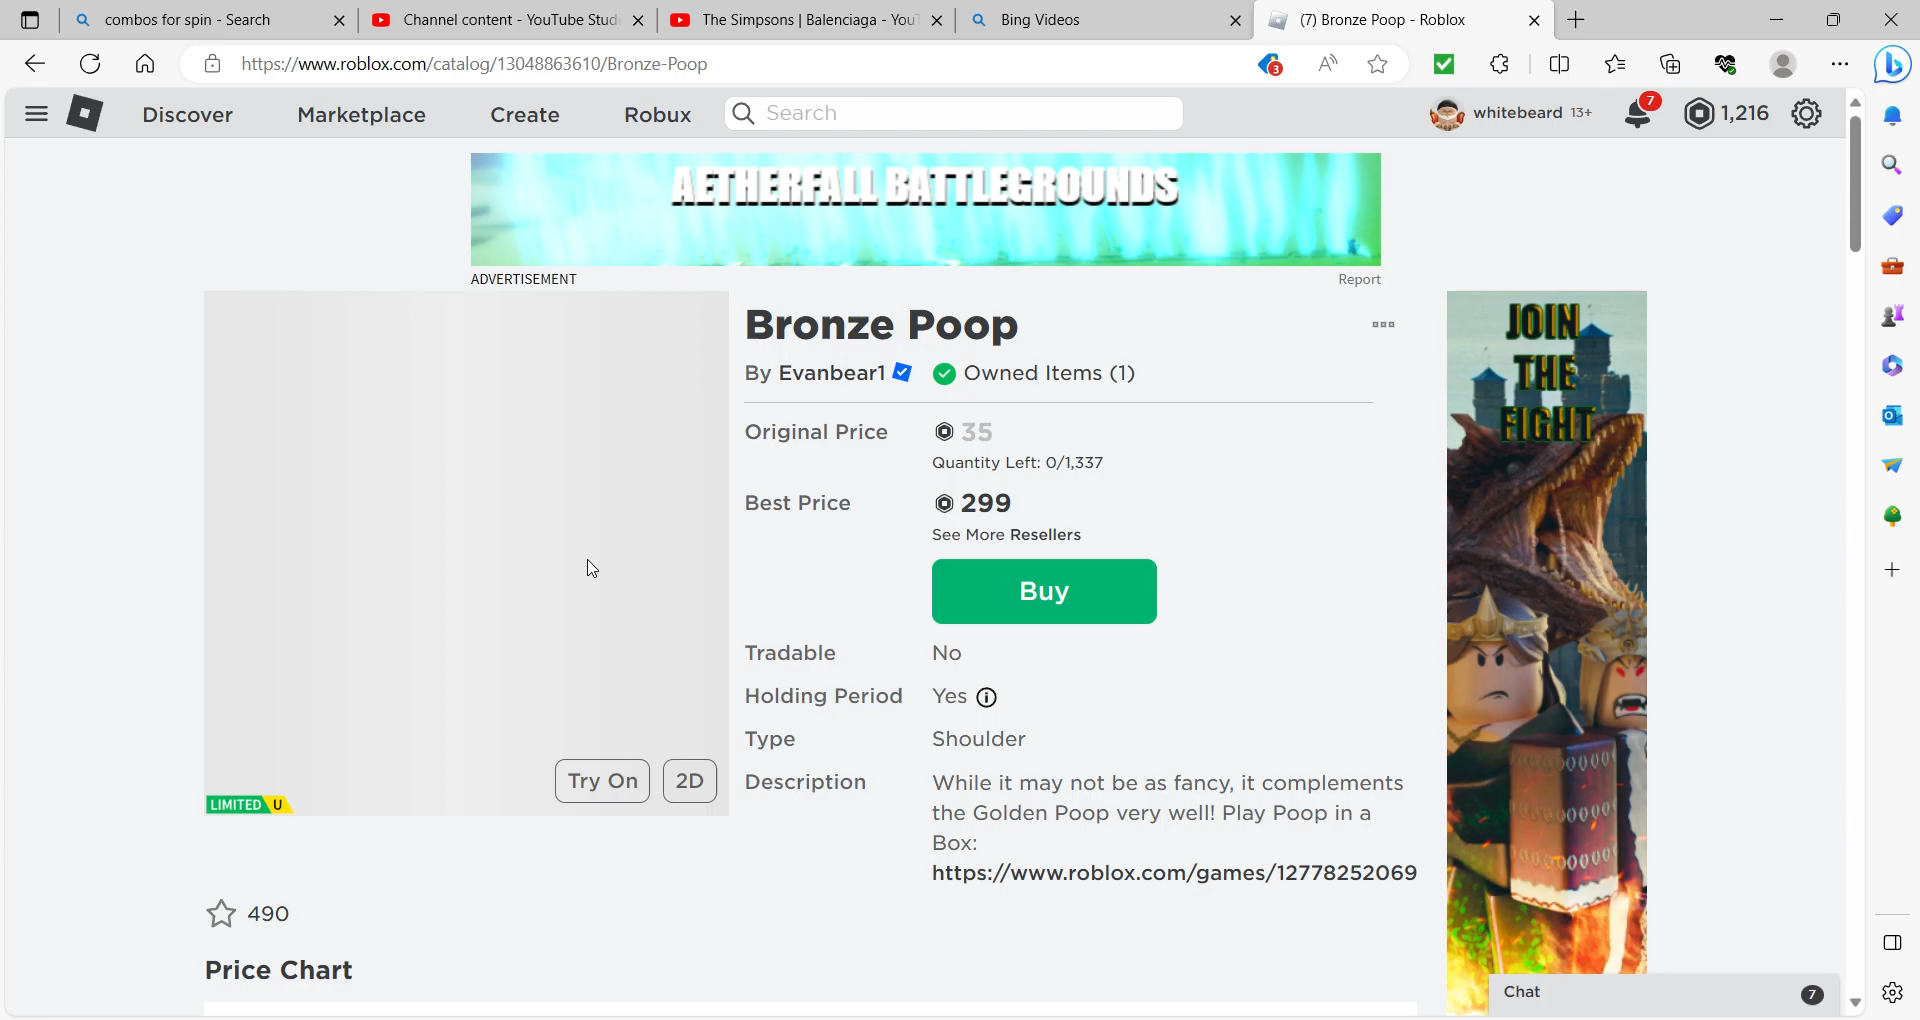 combos for spin - Search
Channel content - YouTube Stud
The Simpsons | Balenciaga - You
Bing Videos
(7) Bronze Poop - Roblox
https://www.roblox.com/catalog/13048863610/Bronze-Poop
3
Discover
Marketplace
Create
Robux
Search
whitebeard 13+
7
1,216
AETHERFALL BATTLEGROUNDS
ADVERTISEMENT
Report
Bronze Poop
By Evanbear1
Owned Items (1)
Original Price
35
Quantity Left: 0/1,337
Best Price
299
See More Resellers
Buy
Tradable
No
Holding Period
Yes
Type
Shoulder
Description
While it may not be as fancy, it complements
the Golden Poop very well! Play Poop in a
Box:
https://www.roblox.com/games/12778252069
Try On
2D
LIMITED U
490
Price Chart
JOIN
THE
FIGHT
Chat
7